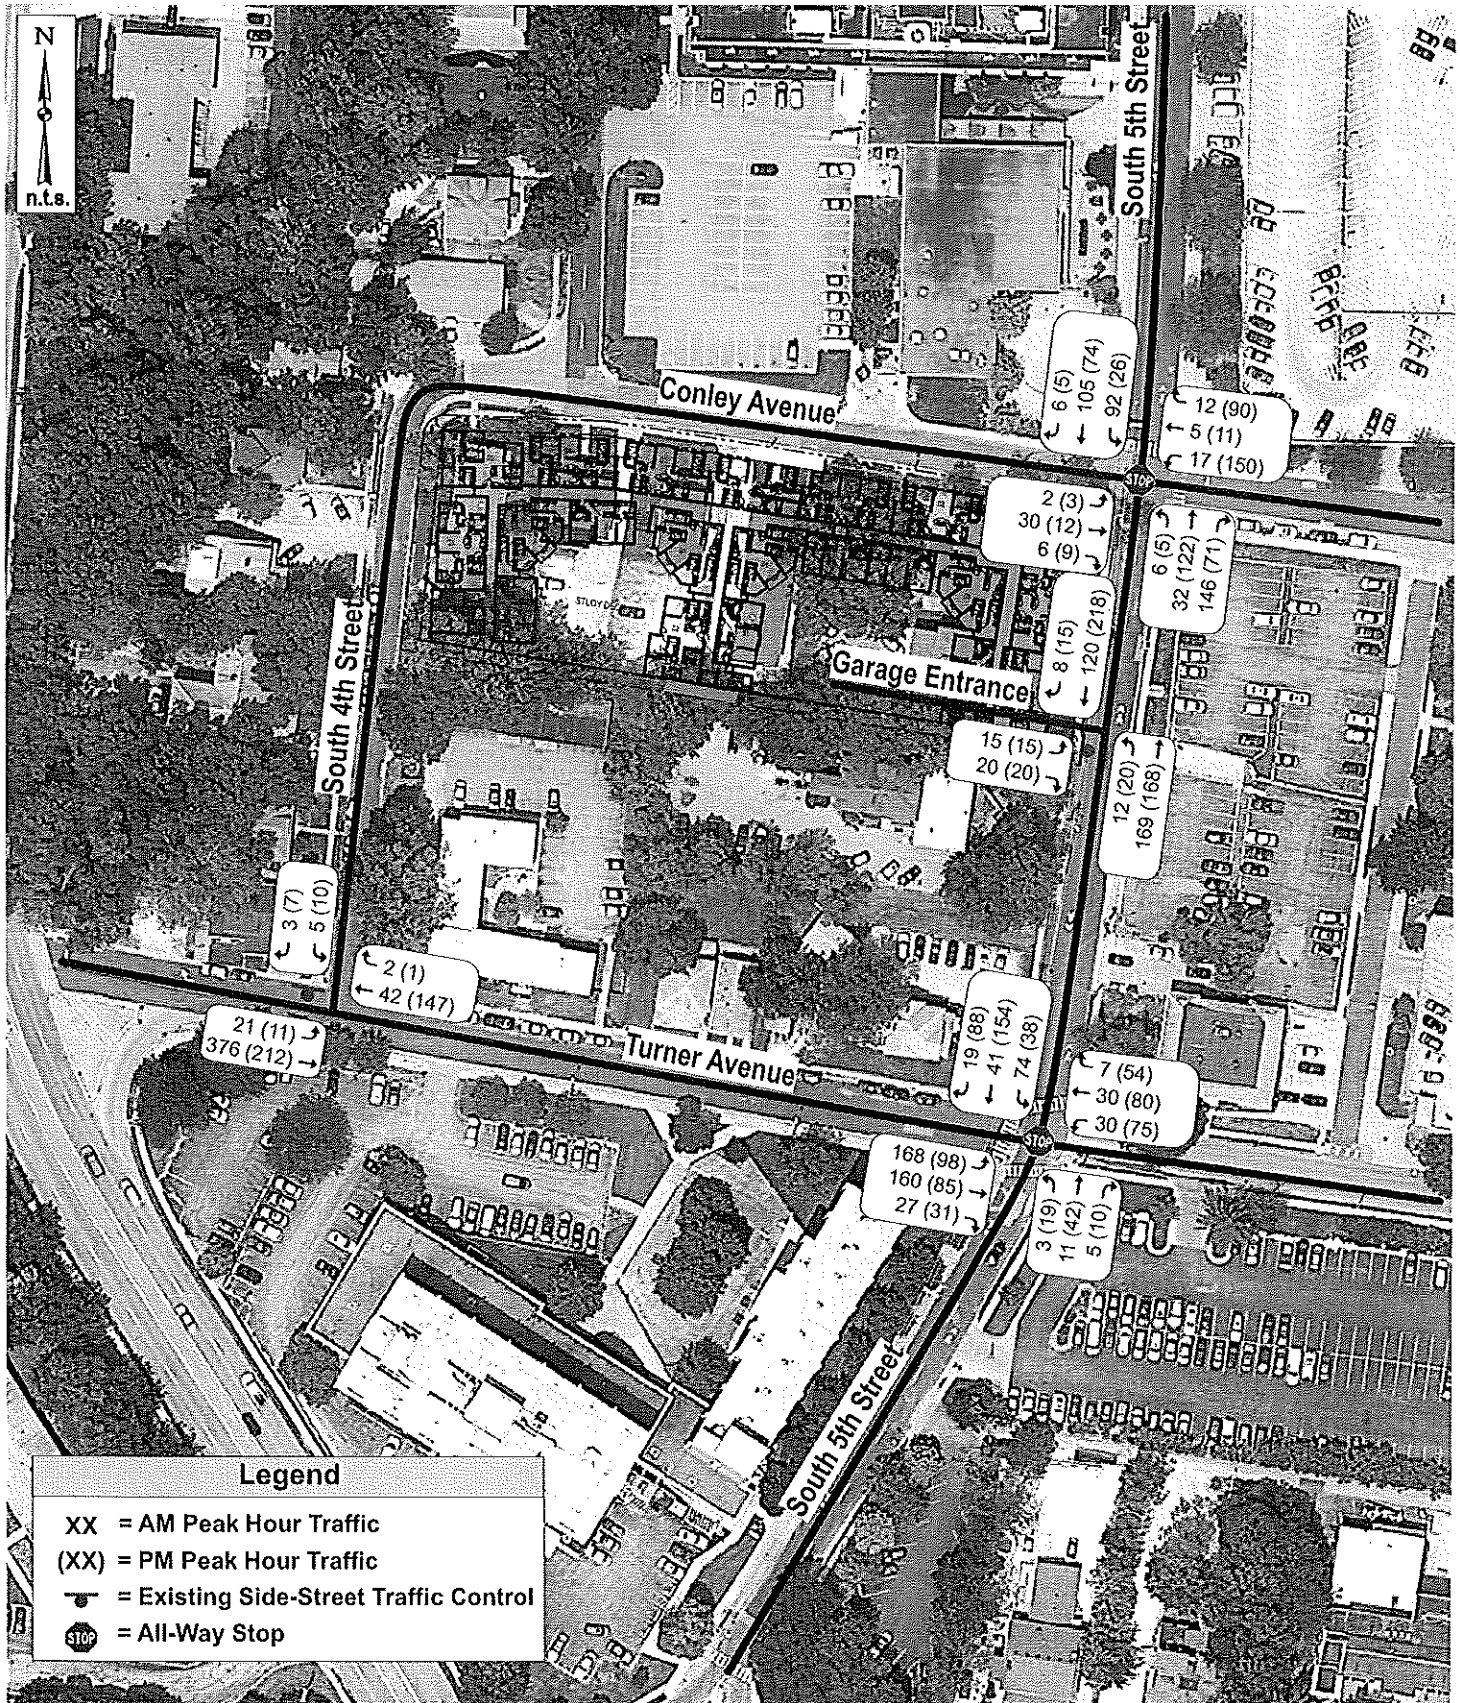 N
n.t.s.
South 5th Street
Conley Avenue
6 (5)
105 (74)
92 (26)
12 (90)
5 (11)
17 (150)
STOP
2 (3)
30 (12)
6 (9)
6 (5)
32 (122)
146 (71)
South 4th Street
Garage Entrance
8 (15)
120 (218)
15 (15)
20 (20)
12 (20)
169 (168)
3 (7)
5 (10)
2 (1)
42 (147)
21 (11)
376 (212)
Turner Avenue
19 (88)
41 (154)
74 (38)
7 (54)
30 (80)
30 (75)
STOP
168 (98)
160 (85)
27 (31)
3 (19)
11 (42)
5 (10)
South 5th Street
Legend
XX = AM Peak Hour Traffic
(XX) = PM Peak Hour Traffic
= Existing Side-Street Traffic Control
STOP = All-Way Stop